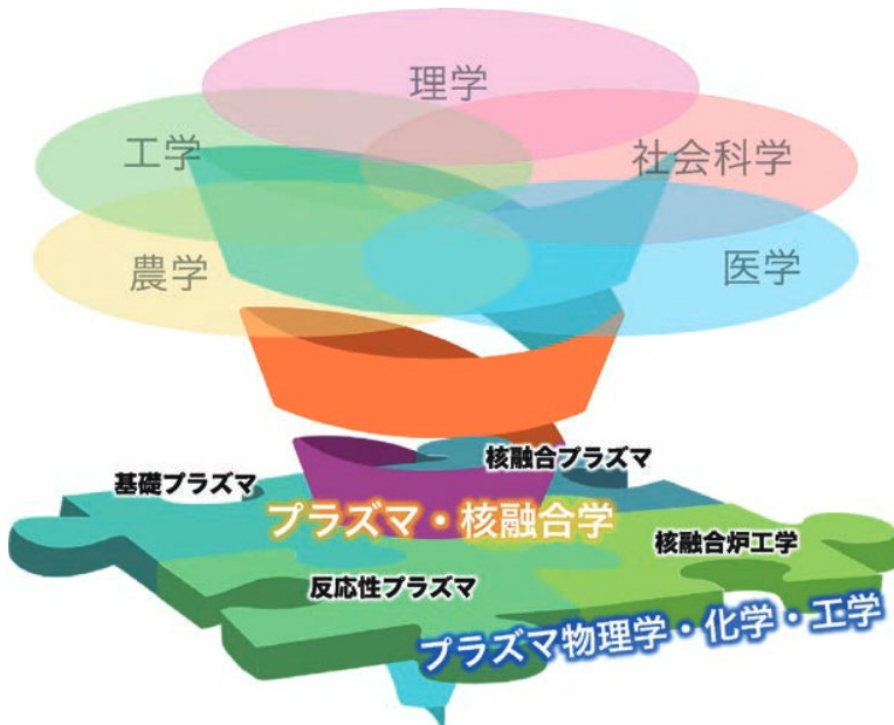 理学
工学
社会科学
農学
医学
核融合プラズマ
基礎プラズマ
プラズマ・核融合学
核融合炉工学
反応性プラズマ
プラズマ物理学・化学・工学